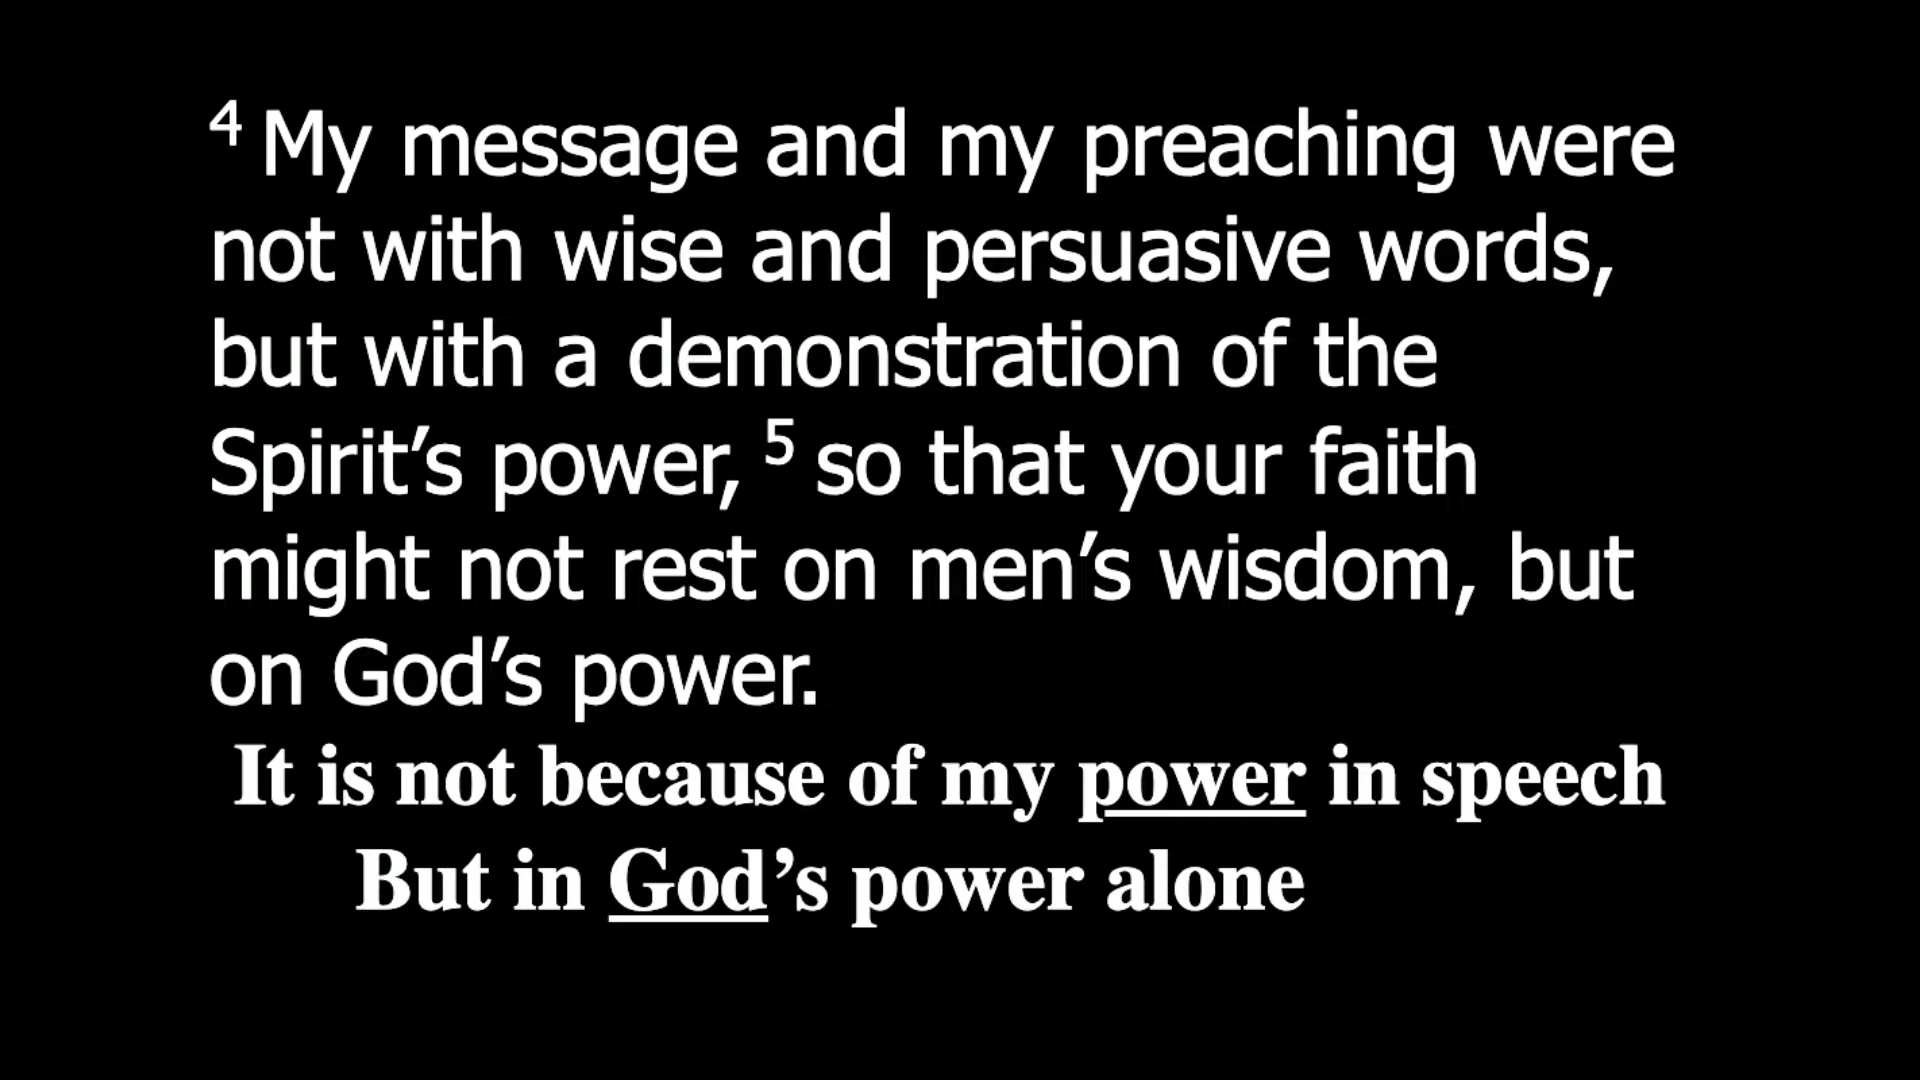 4 My message and my preaching were
not with wise and persuasive words,
but with a demonstration of the
Spirit’s power, 5 so that your faith
might not rest on men’s wisdom, but
on God’s power.
It is not because of my power in speech
But in God’s power alone